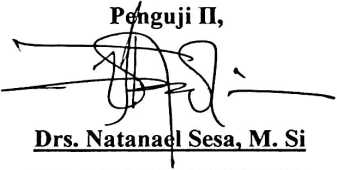 Penguji II,
Drs. Natanael Sesa, M. Si